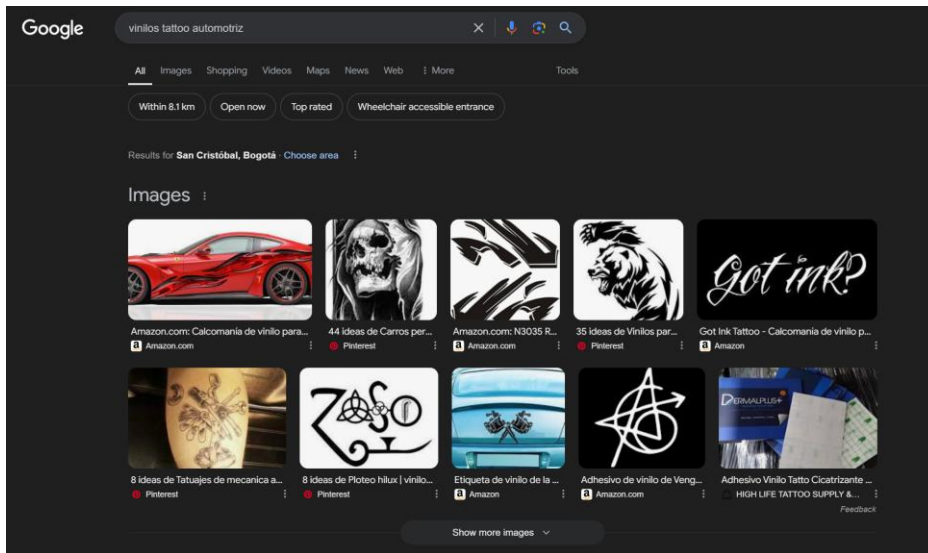 Google
vinilos tattoo automotriz
All Images Shopping Videos Maps News Web More Tools
Within 8.1 km Open now Top rated Wheelchair accessible entrance
Results for San Cristóbal, Bogotá · Choose area
Images
Got ink?
Amazon.com: Calcomanía de vinilo para... 44 ideas de Carros per... Amazon.com: N3035 R... 35 ideas de Vinilos par... Got Ink Tattoo - Calcomanía de vinilo p...
Amazon.com Pinterest Amazon.com Pinterest Amazon
DERMALPLUS+
8 ideas de Tatuajes de mecanica a... 8 ideas de Ploteo hilux | vinilo... Etiqueta de vinilo de la ... Adhesivo de vinilo de Veng... Adhesivo Vinilo Tatto Cicatrizante ...
Pinterest Pinterest Amazon Amazon.com HIGH LIFE TATTOO SUPPLY &...
Feedback
Show more images